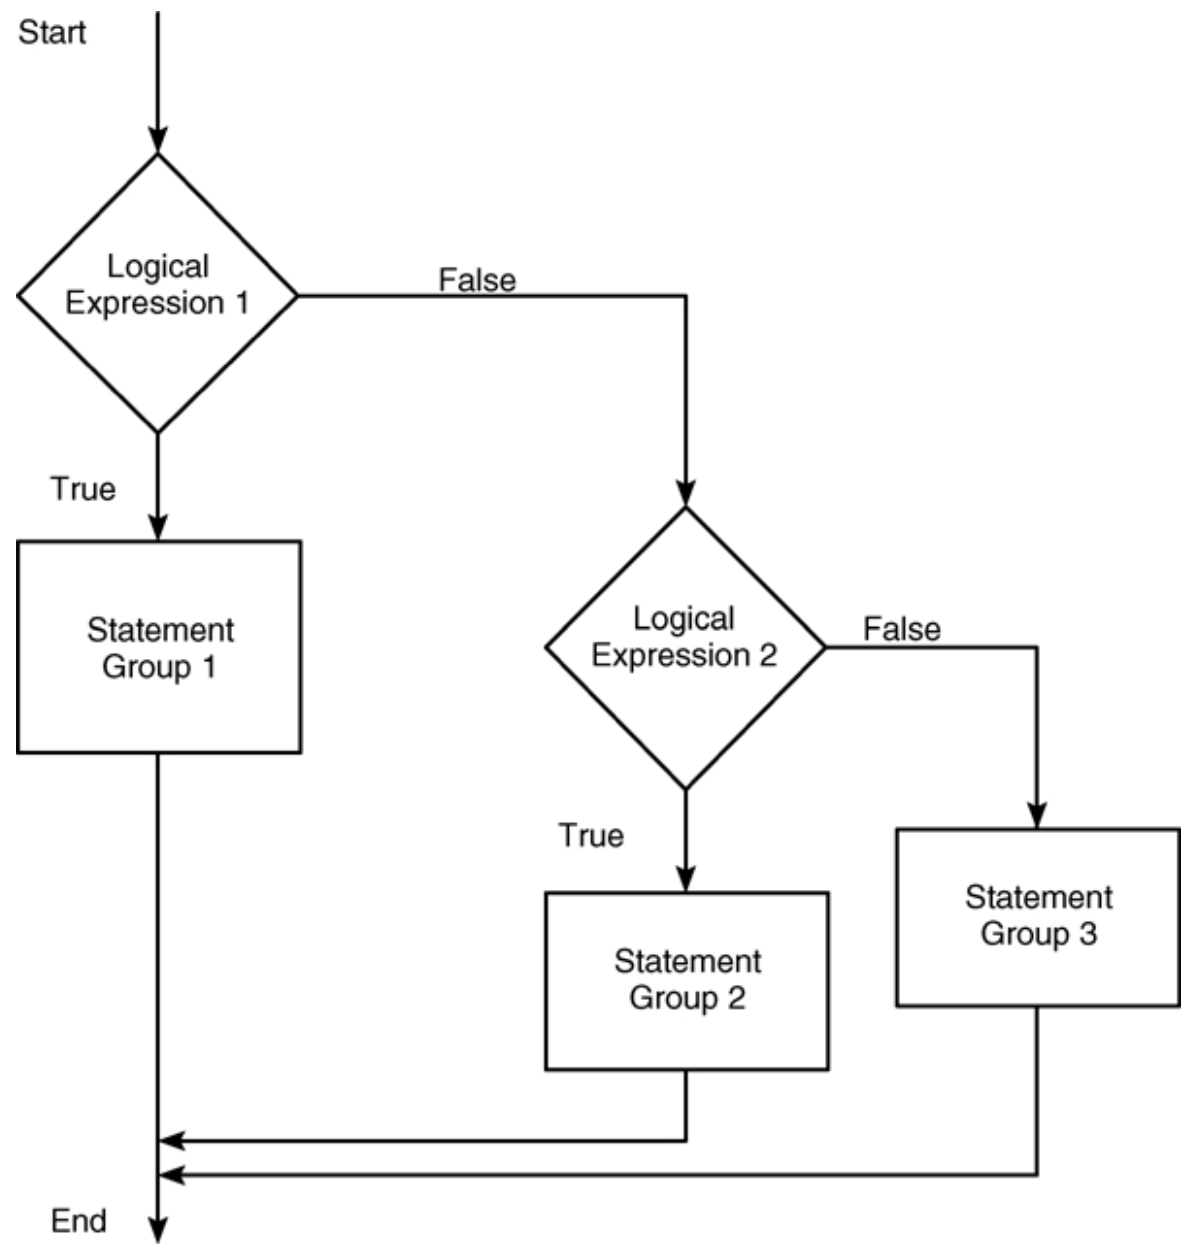 Start
Logical
Expression 1
False
True
Statement
Group 1
Logical
Expression 2
False
True
Statement
Group 2
Statement
Group 3
End